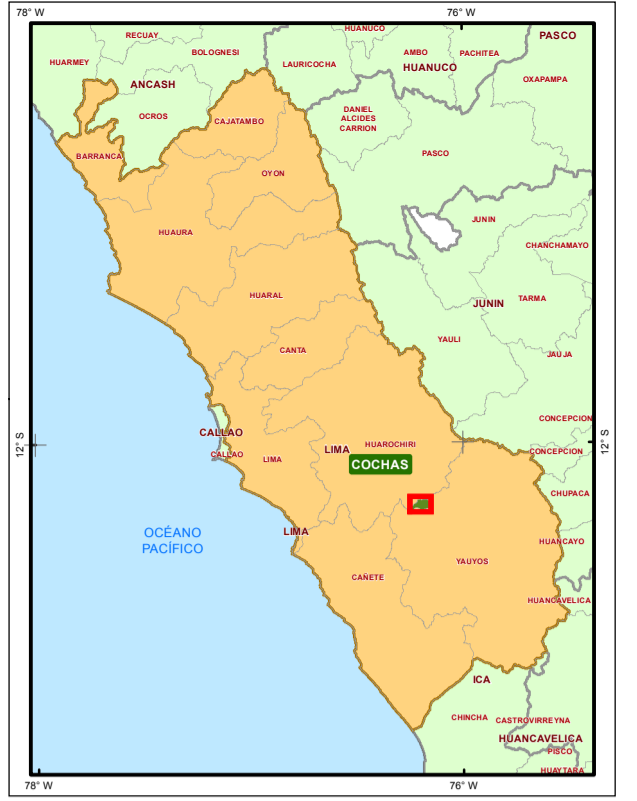 78° W
76° W
HUANUCO
RECUAY
PASCO
BOLOGNESI
AMBO
PACHITEA
HUARMEY
LAURICOCHA
HUANUCO
OXAPAMPA
ANCASH
DANIEL
ALCIDES
CARRION
OCROS
CAJATAMBO
BARRANCA
PASCO
OYON
JUNIN
HUAURA
CHANCHAMAYO
HUARAL
TARMA
JUNIN
YAULI
CANTA
JAUJA
CONCEPCION
CALLAO
12° S
12° S
HUAROCHIRI
LIMA
CONCEPCION
CALLAO
LIMA
COCHAS
CHUPACA
OCÉANO
PACÍFICO
LIMA
HUANCAYO
YAUYOS
CAÑETE
HUANCAVELICA
ICA
CHINCHA
CASTROVIRREYNA
HUANCAVELICA
PISCO
HUAYTARA
78° W
76° W